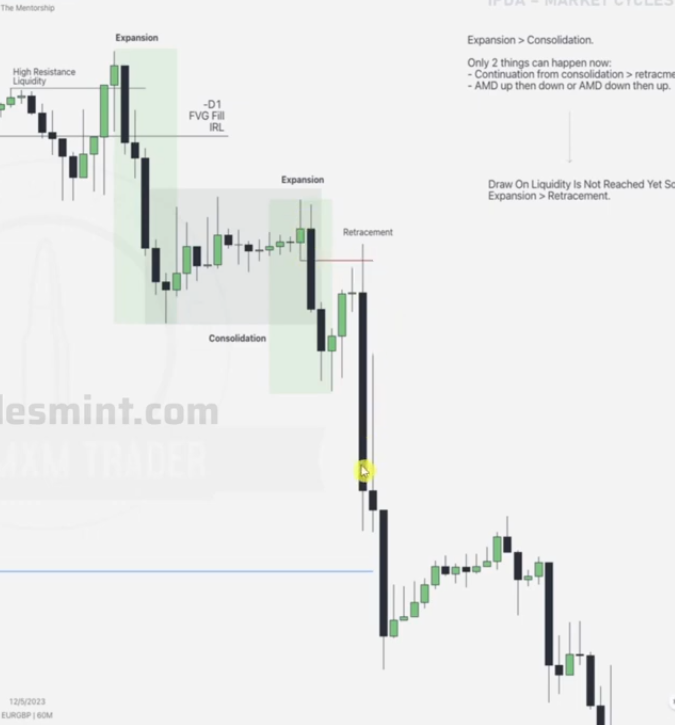 The Mentorship
IPDA – MARKET CYCLES
Expansion
Expansion > Consolidation.
Only 2 things can happen now:
- Continuation from consolidation > retracme
- AMD up then down or AMD down then up.
High Resistance
Liquidity
-D1
FVG Fill
IRL
Expansion
Draw On Liquidity Is Not Reached Yet So
Expansion > Retracement.
Retracement
Consolidation
lesmint.com
MXM TRADER
12/5/2023
EURGBP | 60M